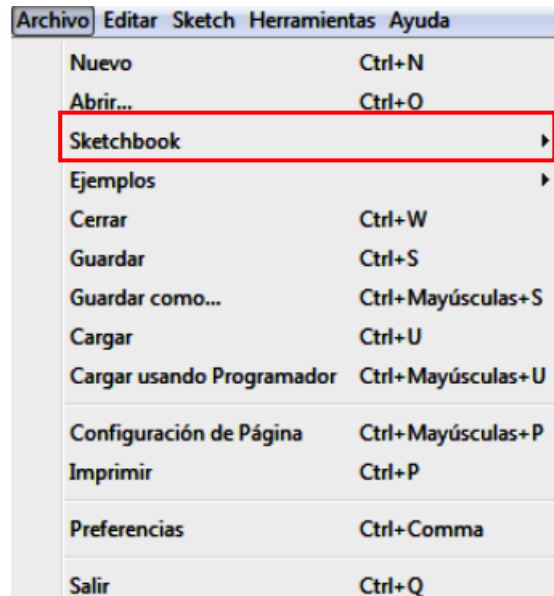 Archivo Editar Sketch Herramientas Ayuda
Nuevo Ctrl+N
Abrir... Ctrl+O
Sketchbook
Ejemplos
Cerrar Ctrl+W
Guardar Ctrl+S
Guardar como... Ctrl+Mayúsculas+S
Cargar Ctrl+U
Cargar usando Programador Ctrl+Mayúsculas+U
Configuración de Página Ctrl+Mayúsculas+P
Imprimir Ctrl+P
Preferencias Ctrl+Comma
Salir Ctrl+Q